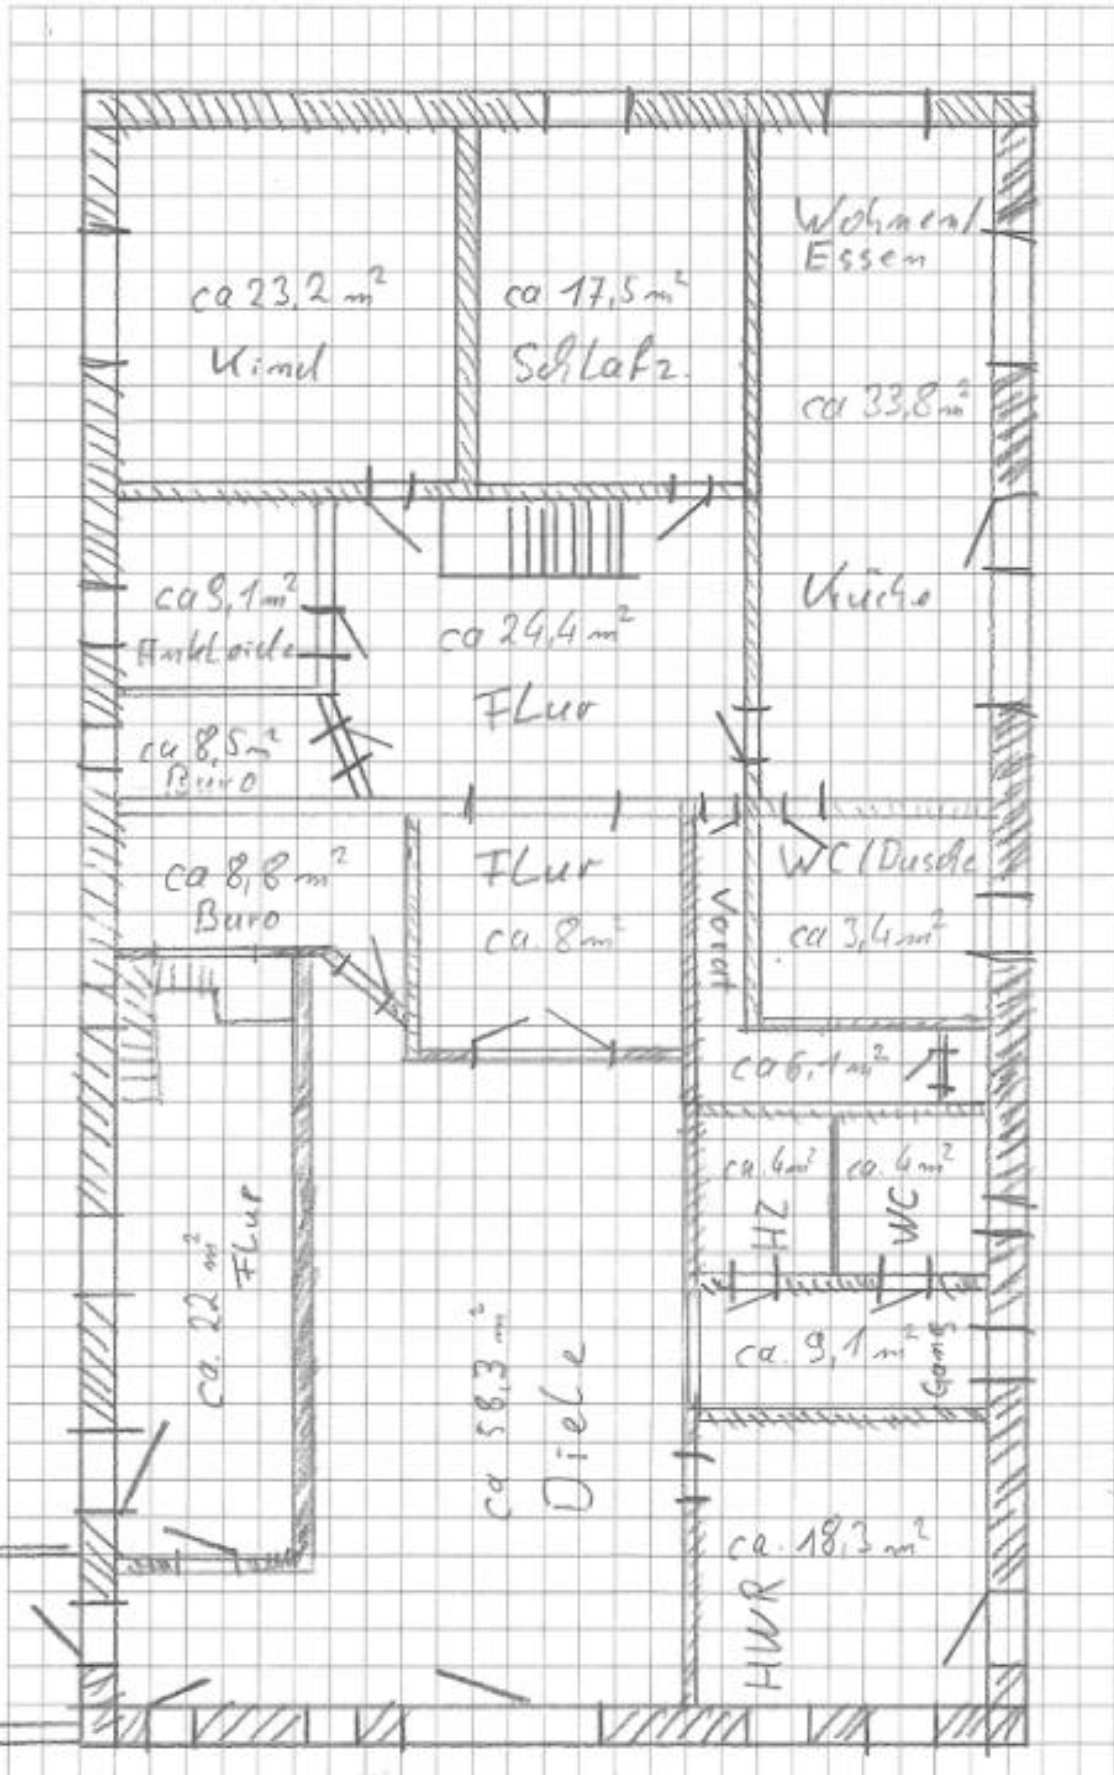 Wohnen/
Essen
ca 23,2 m²
Kind
ca 17,5 m²
Schlafz.
ca 33,8 m²
ca 9,1 m²
Ankleide
ca 24,4 m²
Flur
Küche
ca 8,5 m²
Büro
ca 8,8 m²
Büro
Flur
ca. 8 m²
Vorat
WC/Dusche
ca 3,4 m²
ca 6,1 m²
ca. 4 m²
HZ
ca. 4 m²
WC
ca. 22 m²
Flur
ca 58,3 m²
Diele
ca. 9,1 m²
Gang
ca. 18,3 m²
HWR